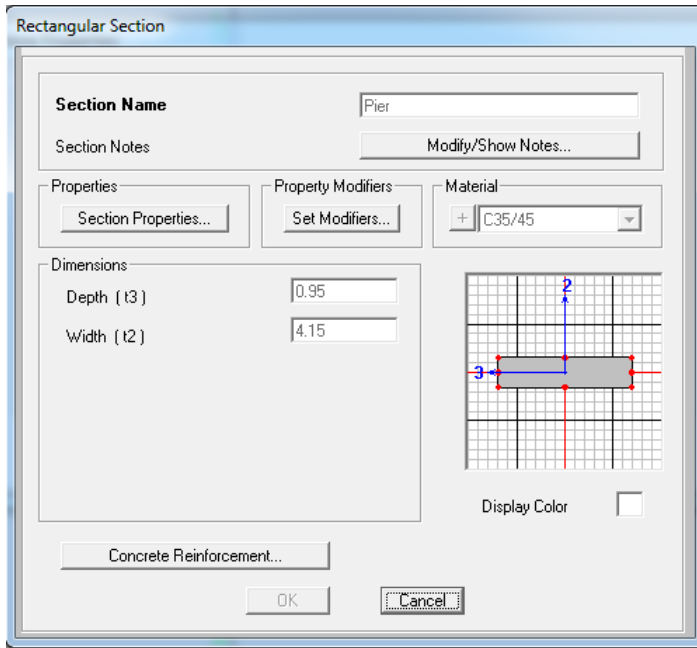 Rectangular Section
Section Name
Pier
Section Notes
Modify/Show Notes...
Properties
Section Properties...
Property Modifiers
Set Modifiers...
Material
+
C35/45
Dimensions
Depth ( t3 )
0.95
Width ( t2 )
4.15
2
3
Display Color
Concrete Reinforcement...
OK
Cancel